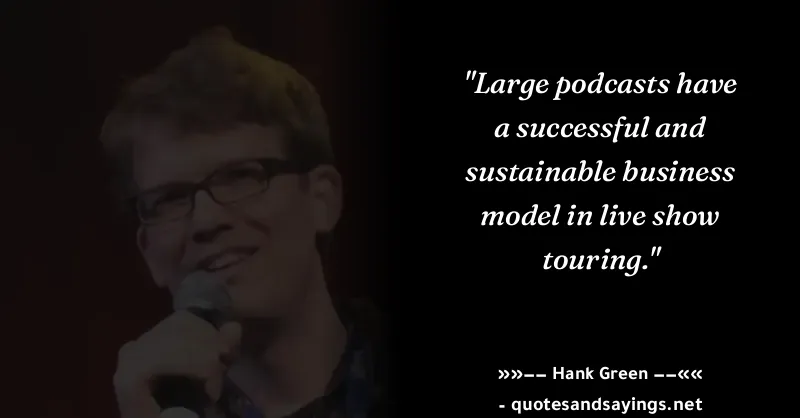 "Large podcasts have
a successful and
sustainable business
model in live show
touring."
»»—— Hank Green ——««
- quotesandsayings.net